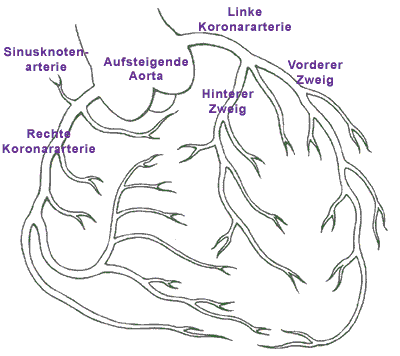 Linke
Koronararterie
Sinusknoten-
arterie
Aufsteigende
Aorta
Vorderer
Zweig
Hinterer
Zweig
Rechte
Koronararterie